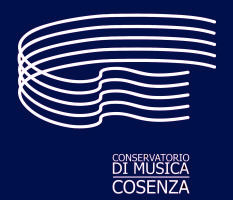 CONSERVATORIO
DI MUSICA
COSENZA